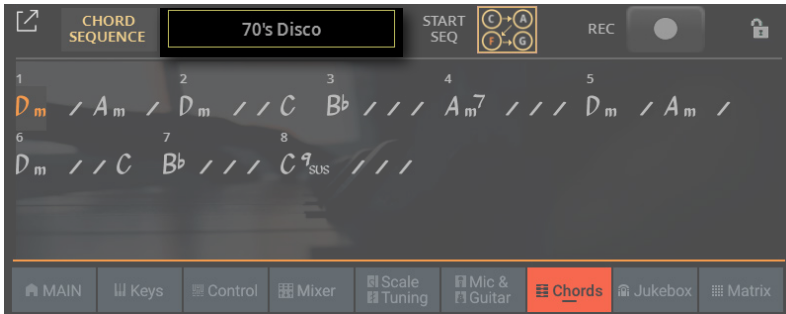 CHORD SEQUENCE 70's Disco START SEQ C A F G REC
1 2 3 4 5
Dm / Am / Dm / / C B♭ / / / Am7 / / / Dm / Am /
6 7 8
Dm / / C B♭ / / / C9sus / / /
MAIN Keys Control Mixer Scale Tuning Mic & Guitar Chords Jukebox Matrix